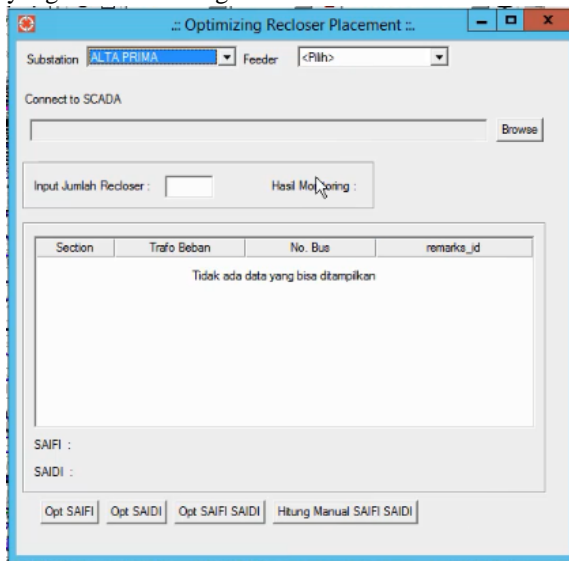 .:: Optimizing Recloser Placement ::.
Substation ALTA PRIMA Feeder <Pilih>
Connect to SCADA
Browse
Input Jumlah Recloser : Hasil Monitoring :
Section Trafo Beban No. Bus remarks_id
Tidak ada data yang bisa ditampilkan
SAIFI :
SAIDI :
Opt SAIFI Opt SAIDI Opt SAIFI SAIDI Hitung Manual SAIFI SAIDI